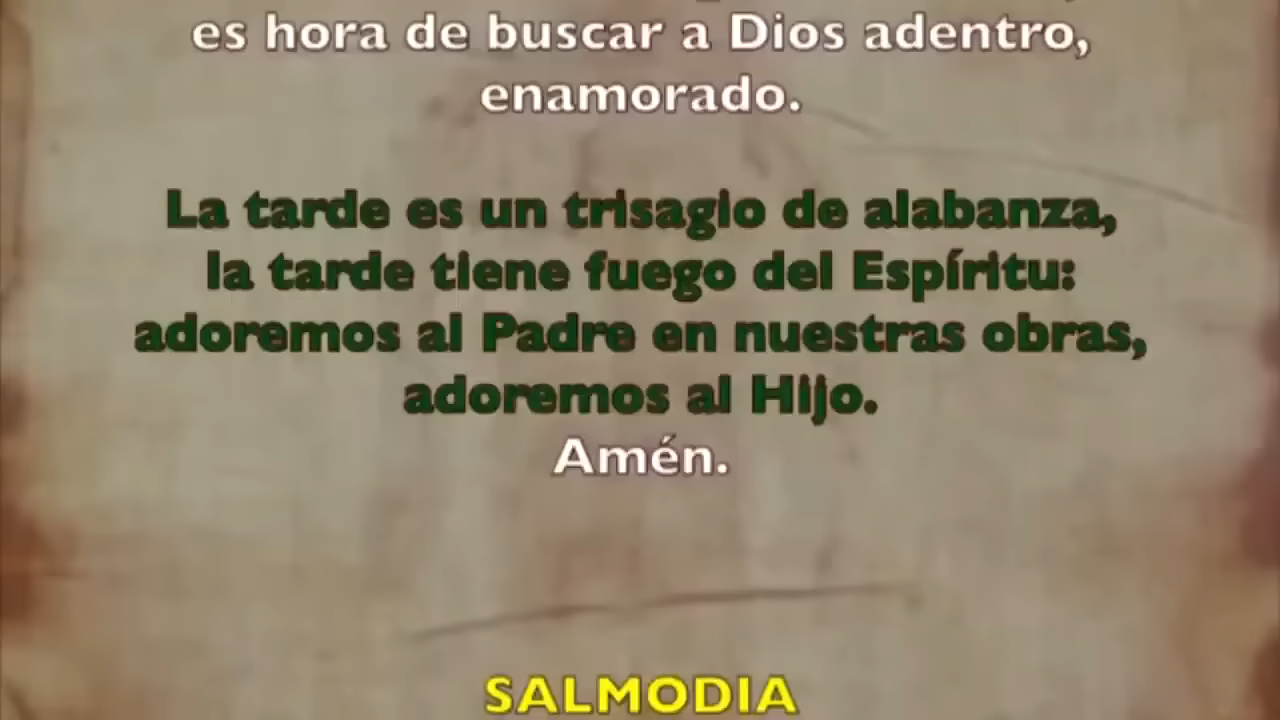 es hora de buscar a Dios adentro,
enamorado.
La tarde es un trisagio de alabanza,
la tarde tiene fuego del Espíritu:
adoremos al Padre en nuestras obras,
adoremos al Hijo.
Amén.
SALMODIA